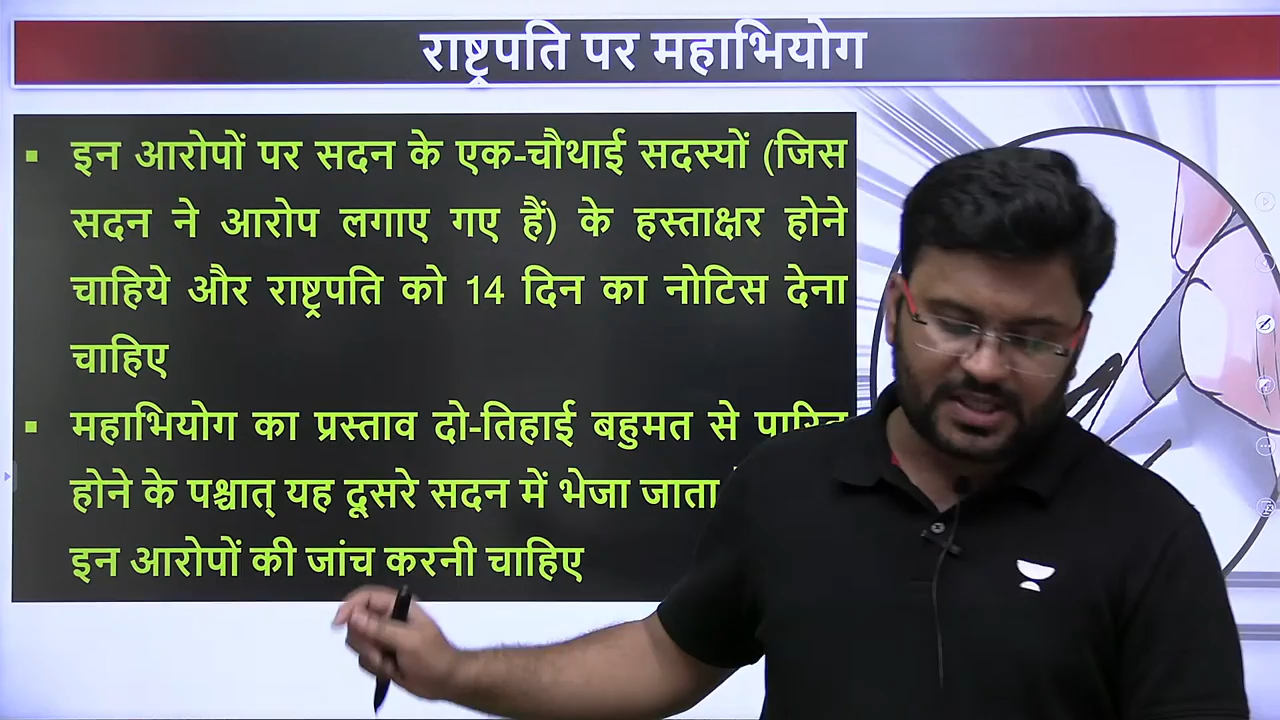 राष्ट्रपति पर महाभियोग
▪ इन आरोपों पर सदन के एक-चौथाई सदस्यों (जिस
सदन ने आरोप लगाए गए हैं) के हस्ताक्षर होने
चाहिये और राष्ट्रपति को 14 दिन का नोटिस देना
चाहिए
▪ महाभियोग का प्रस्ताव दो-तिहाई बहुमत से
होने के पश्चात् यह दूसरे सदन में भेजा जाता
इन आरोपों की जांच करनी चाहिए